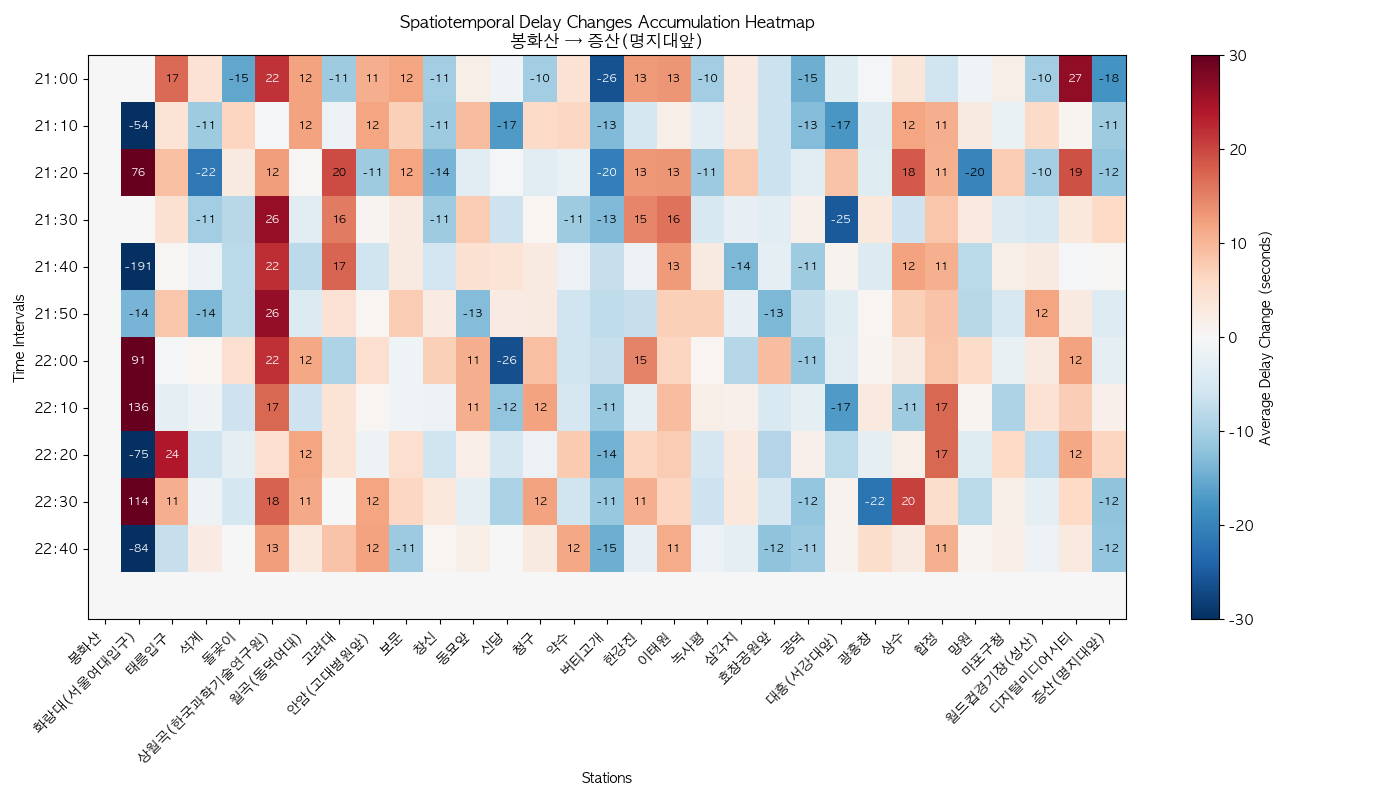 Spatiotemporal Delay Changes Accumulation Heatmap
봉화산 → 증산(명지대앞)
21:00 17 -15 22 12 -11 11 12 -11 -10 -26 13 13 -10 -15 -10 27 -18
21:10 -54 -11 12 12 -11 -17 -13 -13 -17 12 11 -11
21:20 76 -22 12 20 -11 12 -14 -20 13 13 -11 18 11 -20 -10 19 -12
21:30 -11 26 16 -11 -11 -13 15 16 -25
21:40 -191 22 17 13 -14 -11 12 11
21:50 -14 -14 26 -13 -13 12
22:00 91 22 12 11 -26 15 -11 12
22:10 136 17 11 -12 12 -11 -17 -11 17
22:20 -75 24 12 -14 17 12
22:30 114 11 18 11 12 12 -11 11 -12 -22 20 -12
22:40 -84 13 12 -11 12 -15 11 -12 -11 11 -12
Time Intervals
봉화산
화랑대(서울여대입구)
태릉입구
석계
돌곶이
상월곡(한국과학기술연구원)
월곡(동덕여대)
고려대
안암(고대병원앞)
보문
창신
동묘앞
신당
청구
약수
버티고개
한강진
이태원
녹사평
삼각지
효창공원앞
공덕
대흥(서강대앞)
광흥창
상수
합정
망원
마포구청
월드컵경기장(성산)
디지털미디어시티
증산(명지대앞)
Stations
30
20
10
0
-10
-20
-30
Average Delay Change (seconds)